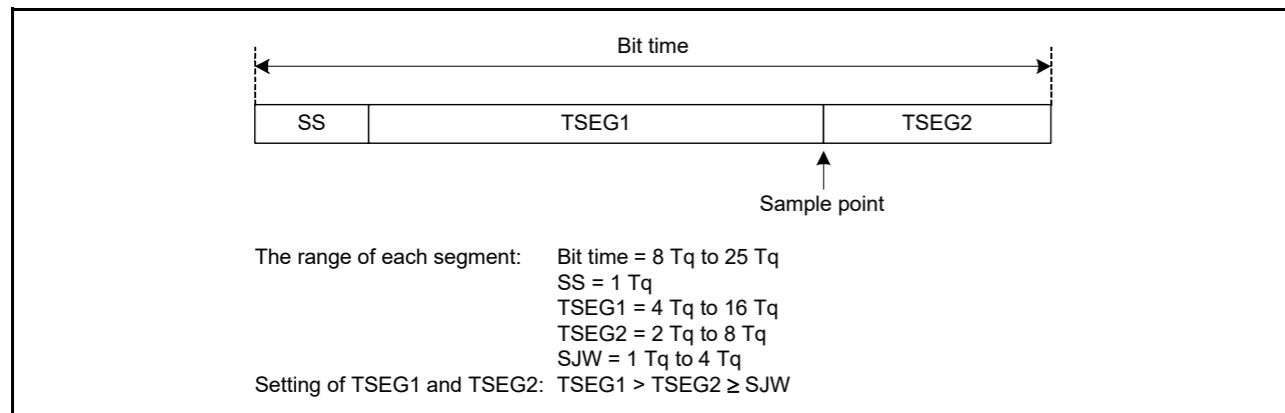 Bit time
SS TSEG1 TSEG2
Sample point
The range of each segment: Bit time = 8 Tq to 25 Tq
SS = 1 Tq
TSEG1 = 4 Tq to 16 Tq
TSEG2 = 2 Tq to 8 Tq
SJW = 1 Tq to 4 Tq
Setting of TSEG1 and TSEG2: TSEG1 > TSEG2 ≥ SJW